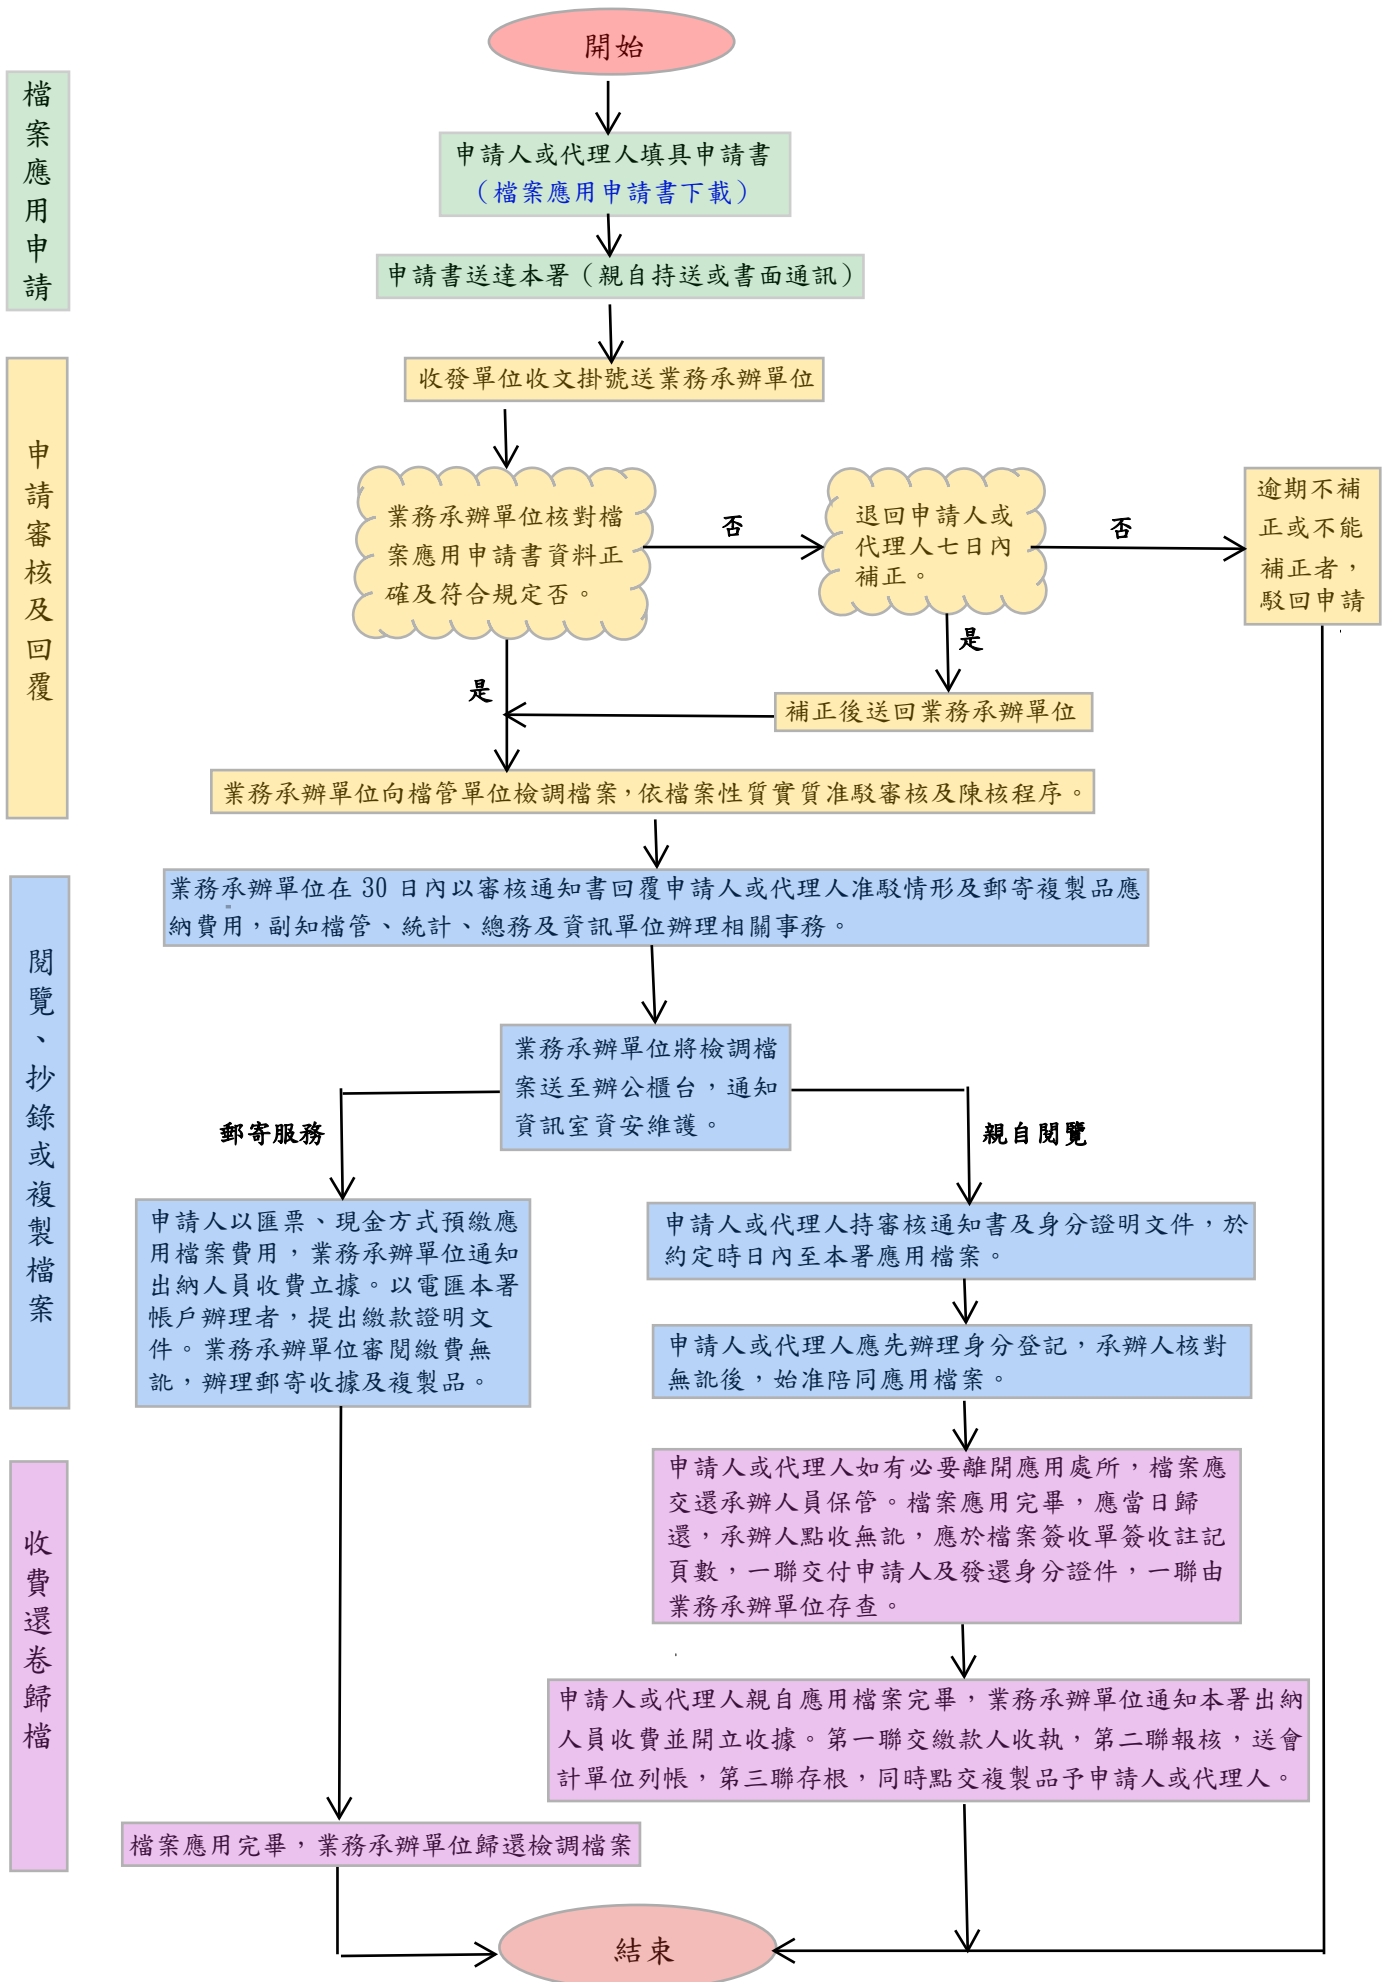 開始
檔案應用申請
申請人或代理人填具申請書
（檔案應用申請書下載）
申請書送達本署（親自持送或書面通訊）
申請審核及回覆
收發單位收文掛號送業務承辦單位
業務承辦單位核對檔
案應用申請書資料正
確及符合規定否。
否
退回申請人或
代理人七日內
補正。
否
逾期不補
正或不能
補正者，
駁回申請
是
是
補正後送回業務承辦單位
業務承辦單位向檔管單位檢調檔案，依檔案性質實質准駁審核及陳核程序。
閱覽、抄錄或複製檔案
業務承辦單位在 30 日內以審核通知書回覆申請人或代理人准駁情形及郵寄複製品應
納費用，副知檔管、統計、總務及資訊單位辦理相關事務。
業務承辦單位將檢調檔
案送至辦公櫃台，通知
資訊室資安維護。
郵寄服務
親自閱覽
申請人以匯票、現金方式預繳應
用檔案費用，業務承辦單位通知
出納人員收費立據。以電匯本署
帳戶辦理者，提出繳款證明文
件。業務承辦單位審閱繳費無
訛，辦理郵寄收據及複製品。
申請人或代理人持審核通知書及身分證明文件，於
約定時日內至本署應用檔案。
申請人或代理人應先辦理身分登記，承辦人核對
無訛後，始准陪同應用檔案。
收費還卷歸檔
申請人或代理人如有必要離開應用處所，檔案應
交還承辦人員保管。檔案應用完畢，應當日歸
還，承辦人點收無訛，應於檔案簽收單簽收註記
頁數，一聯交付申請人及發還身分證件，一聯由
業務承辦單位存查。
申請人或代理人親自應用檔案完畢，業務承辦單位通知本署出納
人員收費並開立收據。第一聯交繳款人收執，第二聯報核，送會
計單位列帳，第三聯存根，同時點交複製品予申請人或代理人。
檔案應用完畢，業務承辦單位歸還檢調檔案
結束